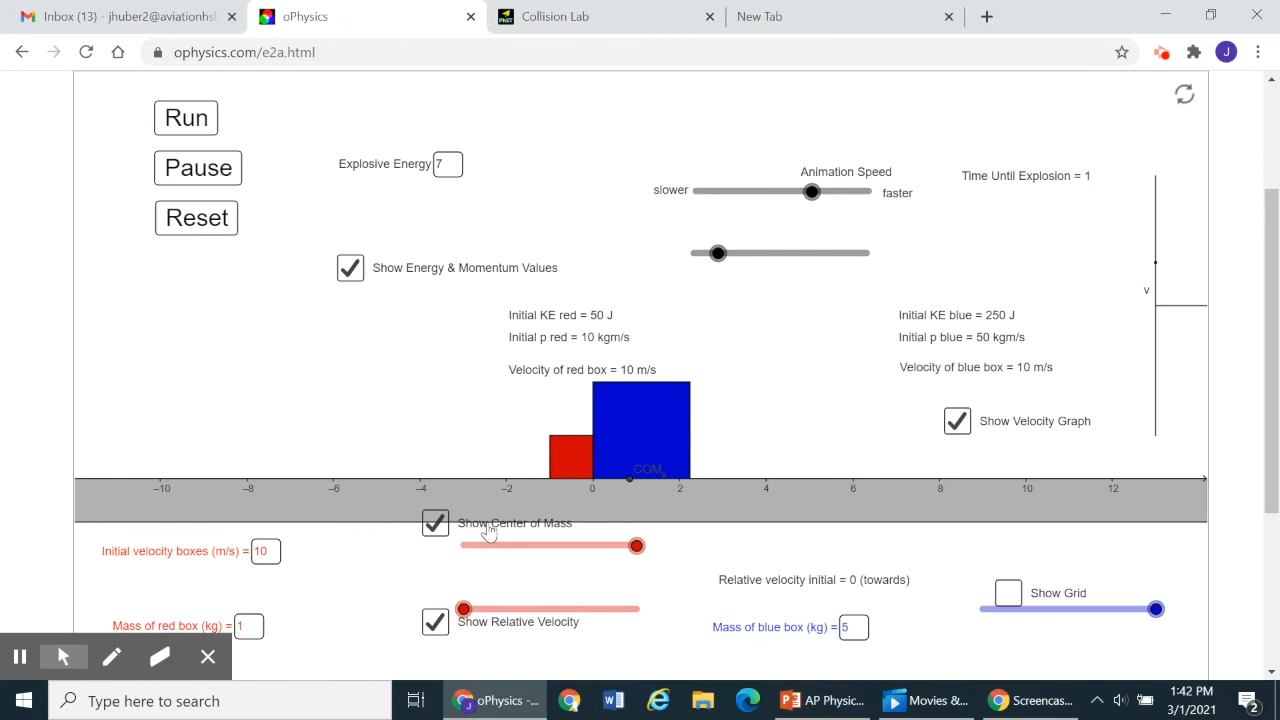 Inbox (13) - jhuber2@aviationhs
oPhysics
Collision Lab
New Tab
ophysics.com/e2a.html
J
Run
Pause
Reset
Explosive Energy 7
Animation Speed
slower
faster
Time Until Explosion = 1
Show Energy & Momentum Values
v
Initial KE red = 50 J
Initial p red = 10 kgm/s
Velocity of red box = 10 m/s
Initial KE blue = 250 J
Initial p blue = 50 kgm/s
Velocity of blue box = 10 m/s
Show Velocity Graph
COMx
–10 –8 –6 –4 –2 0 2 4 6 8 10 12
Show Center of Mass
Initial velocity boxes (m/s) = 10
Relative velocity initial = 0 (towards)
Show Grid
Mass of red box (kg) = 1
Show Relative Velocity
Mass of blue box (kg) = 5
Type here to search
oPhysics -...
AP Physic...
Movies &...
Screencas...
1:42 PM
3/1/2021
2